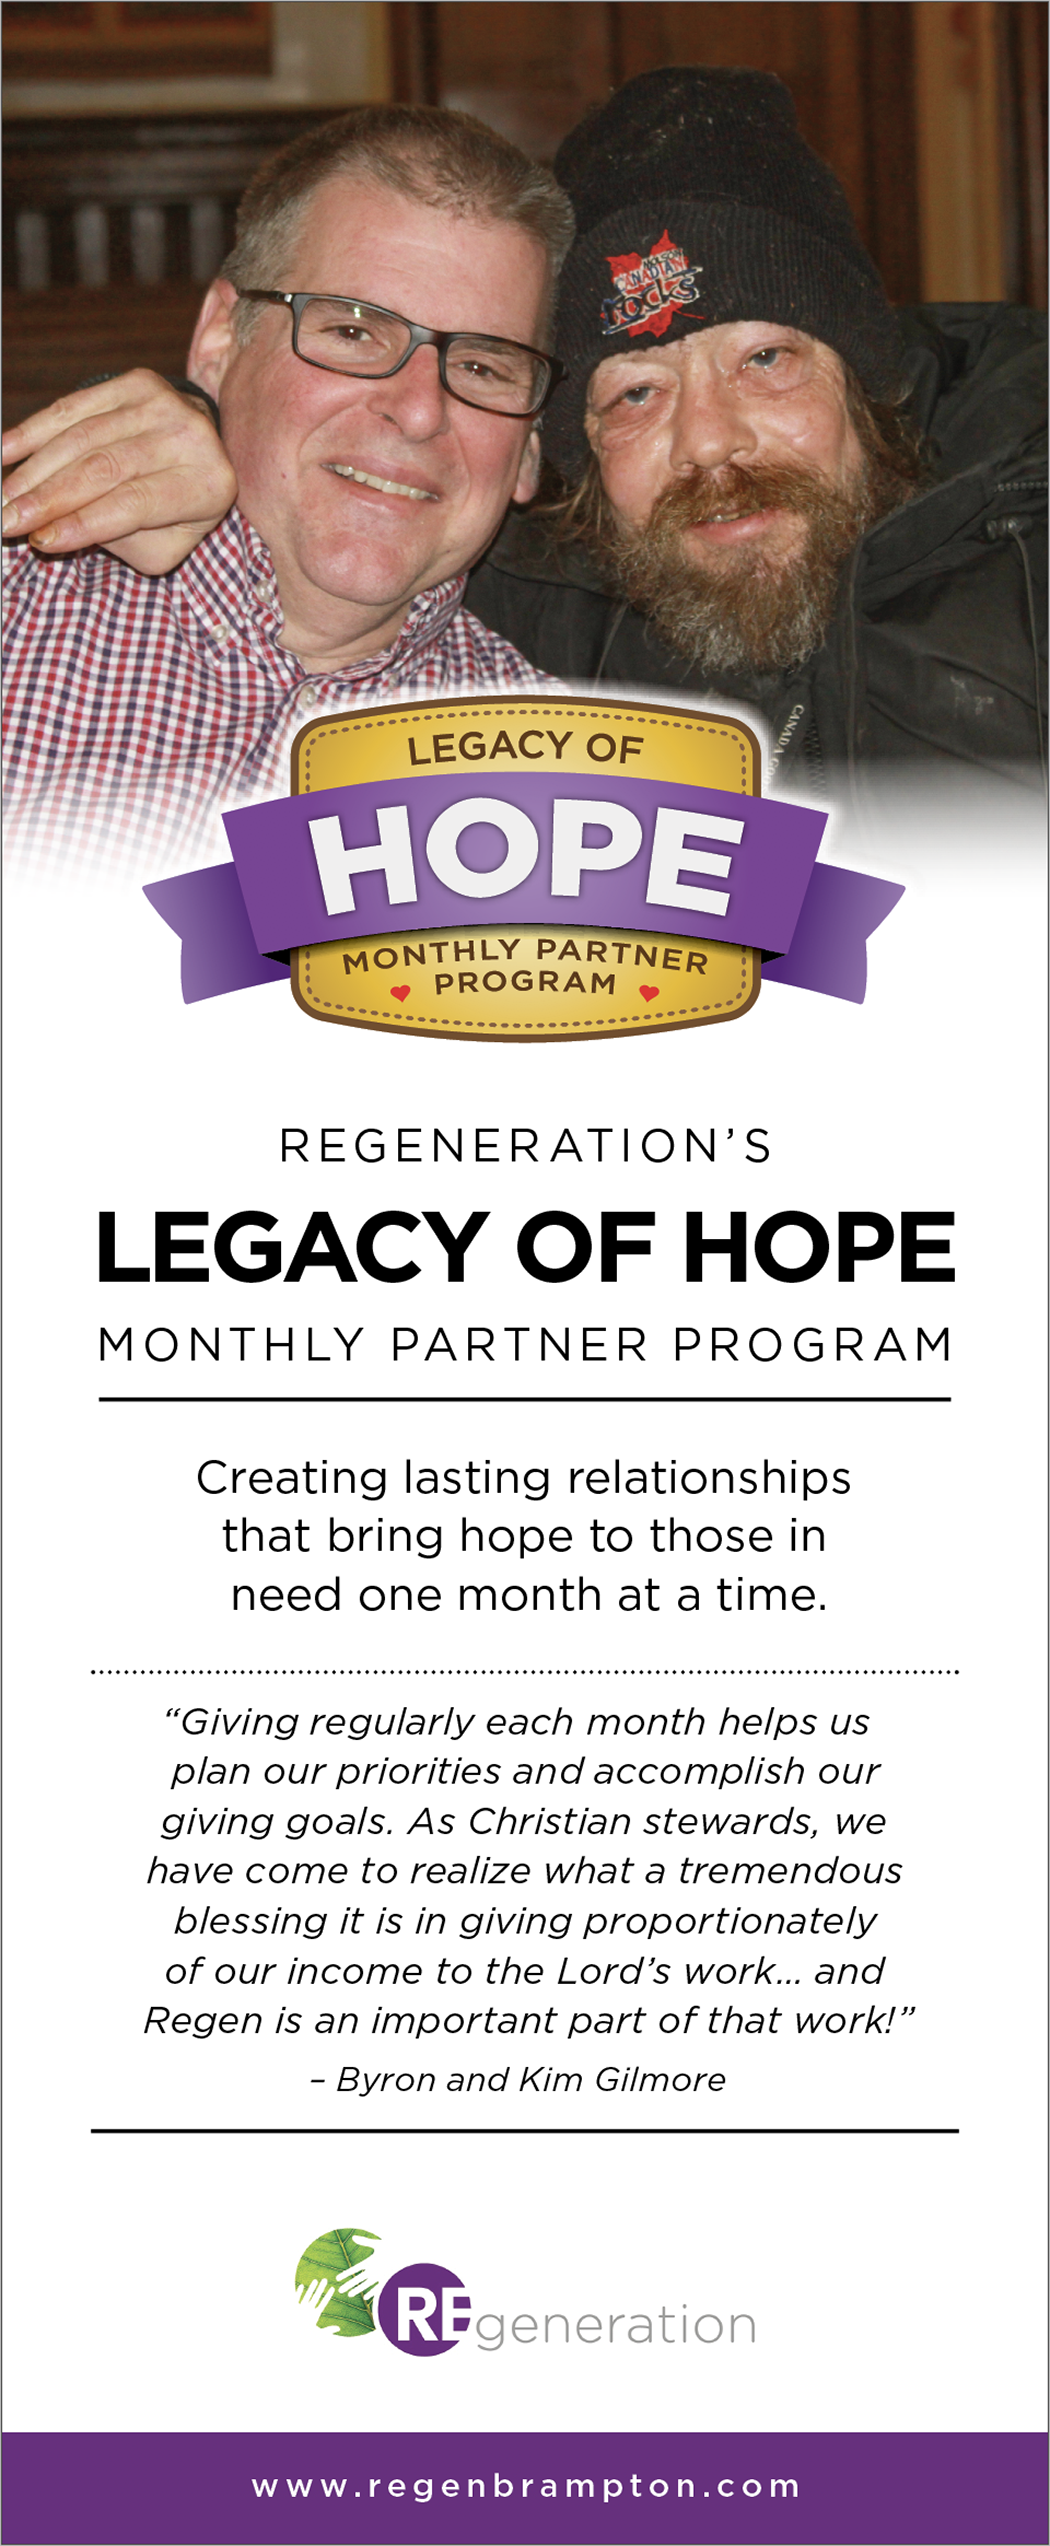 MOLSON
CANADIAN
rocks
LEGACY OF
HOPE
MONTHLY PARTNER
PROGRAM
REGENERATION’S
LEGACY OF HOPE
MONTHLY PARTNER PROGRAM
Creating lasting relationships
that bring hope to those in
need one month at a time.
“Giving regularly each month helps us
plan our priorities and accomplish our
giving goals. As Christian stewards, we
have come to realize what a tremendous
blessing it is in giving proportionately
of our income to the Lord’s work... and
Regen is an important part of that work!”
– Byron and Kim Gilmore
REgeneration
www.regenbrampton.com